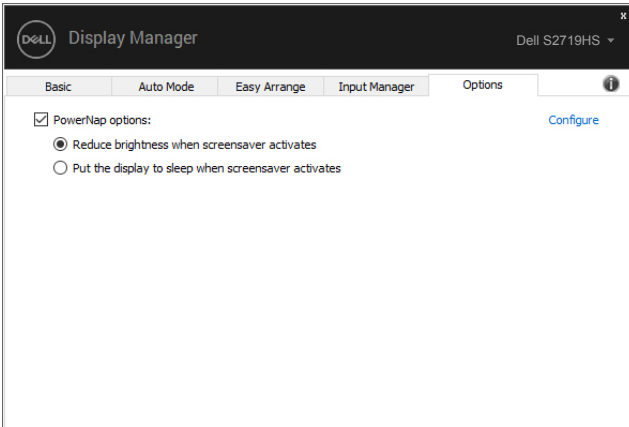 x
DELL Display Manager
Dell S2719HS
Basic Auto Mode Easy Arrange Input Manager Options
PowerNap options: Configure
Reduce brightness when screensaver activates
Put the display to sleep when screensaver activates